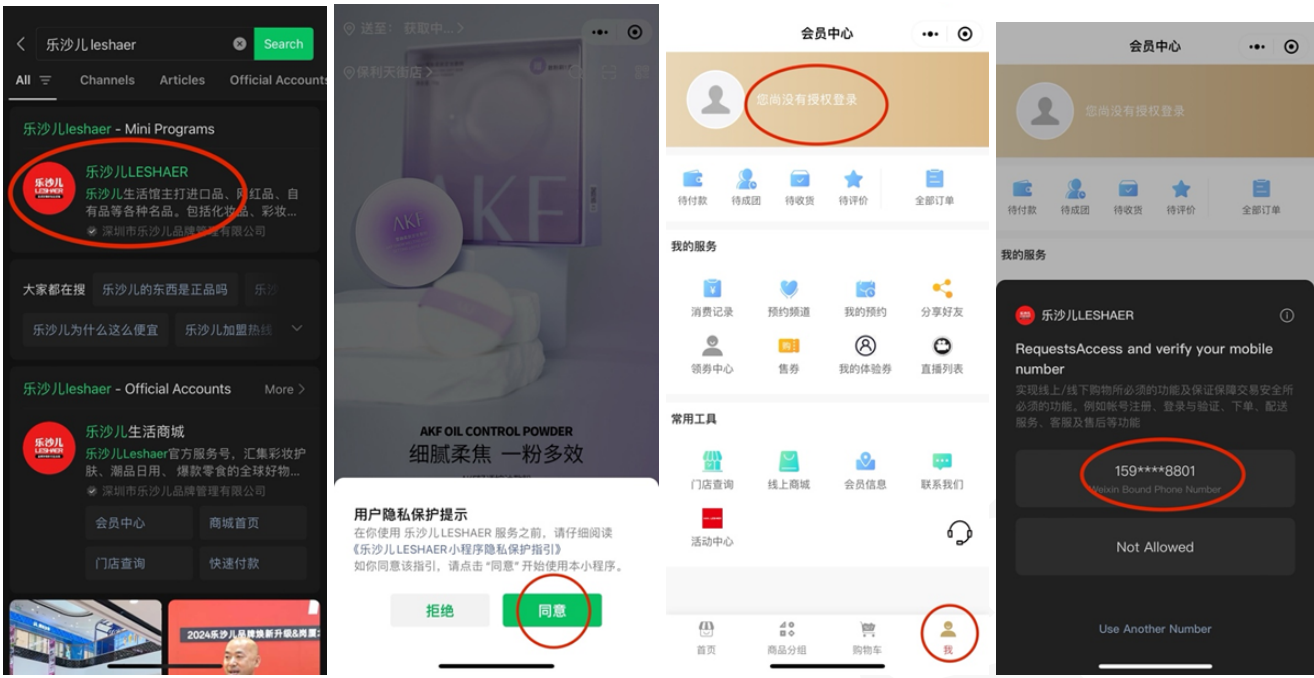 乐沙儿 leshaer
Search
All
Channels
Articles
Official Accounts
乐沙儿leshaer - Mini Programs
乐沙儿
LESHAER
乐沙儿LESHAER
乐沙儿生活馆主打进口品、网红品、自
有品等各种名品。包括化妆品、彩妆...
深圳市乐沙儿品牌管理有限公司
大家都在搜
乐沙儿的东西是正品吗
乐沙
乐沙儿为什么这么便宜
乐沙儿加盟热线
乐沙儿leshaer - Official Accounts
More
乐沙儿
LESHAER
乐沙儿生活商城
乐沙儿Leshaer官方服务号，汇集彩妆护
肤、潮品日用、爆款零食的全球好物...
深圳市乐沙儿品牌管理有限公司
会员中心
商城首页
门店查询
快速付款
2024乐沙儿品牌焕新升级&岗厦
送至： 获取中...
保利天街店
AKF
AKF
AKF OIL CONTROL POWDER
细腻柔焦 一粉多效
用户隐私保护提示
在你使用 乐沙儿LESHAER 服务之前，请仔细阅读
《乐沙儿LESHAER小程序隐私保护指引》
如你同意该指引，请点击“同意”开始使用本小程序。
拒绝
同意
会员中心
您尚没有授权登录
待付款
待成团
待收货
待评价
全部订单
我的服务
消费记录
预约频道
我的预约
分享好友
领券中心
售券
我的体验券
直播列表
常用工具
门店查询
线上商城
会员信息
联系我们
活动中心
首页
商品分组
购物车
我
会员中心
您尚没有授权登录
待付款
待成团
待收货
待评价
全部订单
我的服务
乐沙儿LESHAER
RequestsAccess and verify your mobile
number
实现线上/线下购物所必须的功能及保证保障交易安全所
必须的功能。例如帐号注册、登录与验证、下单、配送
服务、客服及售后等功能
159****8801
Weixin Bound Phone Number
Not Allowed
Use Another Number